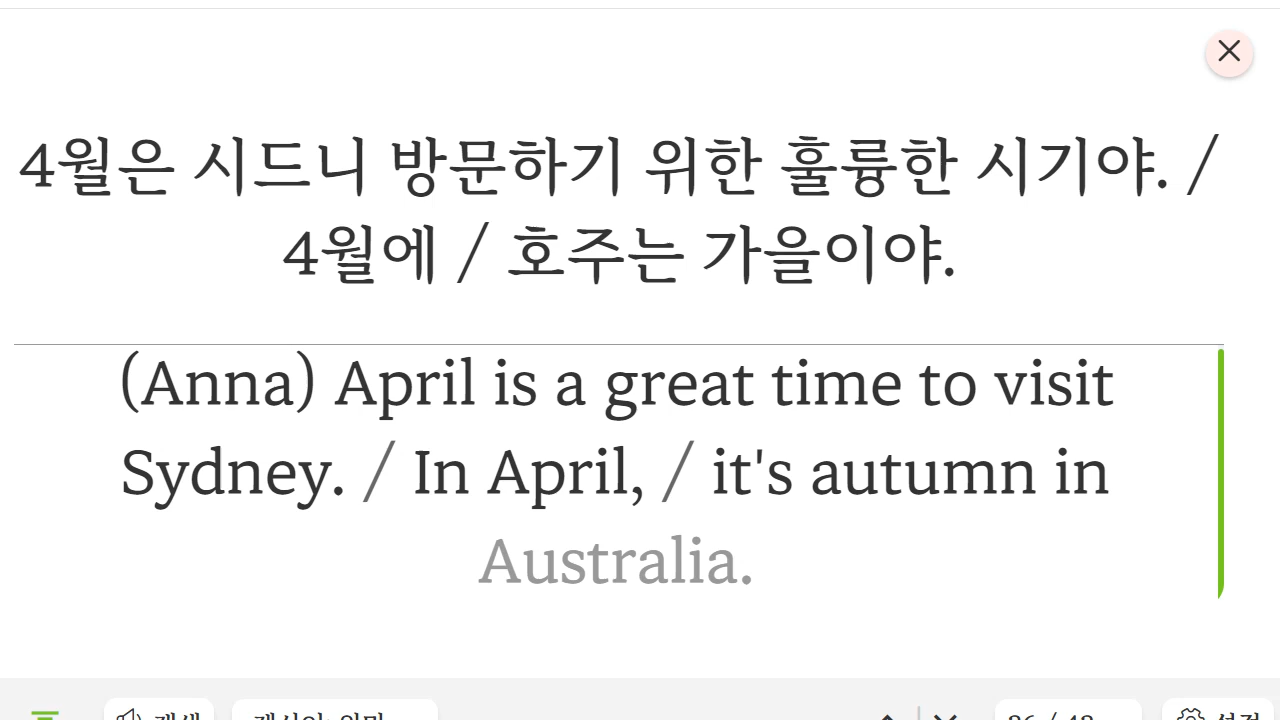 4월은 시드니 방문하기 위한 훌륭한 시기야. /
4월에 / 호주는 가을이야.
(Anna) April is a great time to visit
Sydney. / In April, / it's autumn in
Australia.